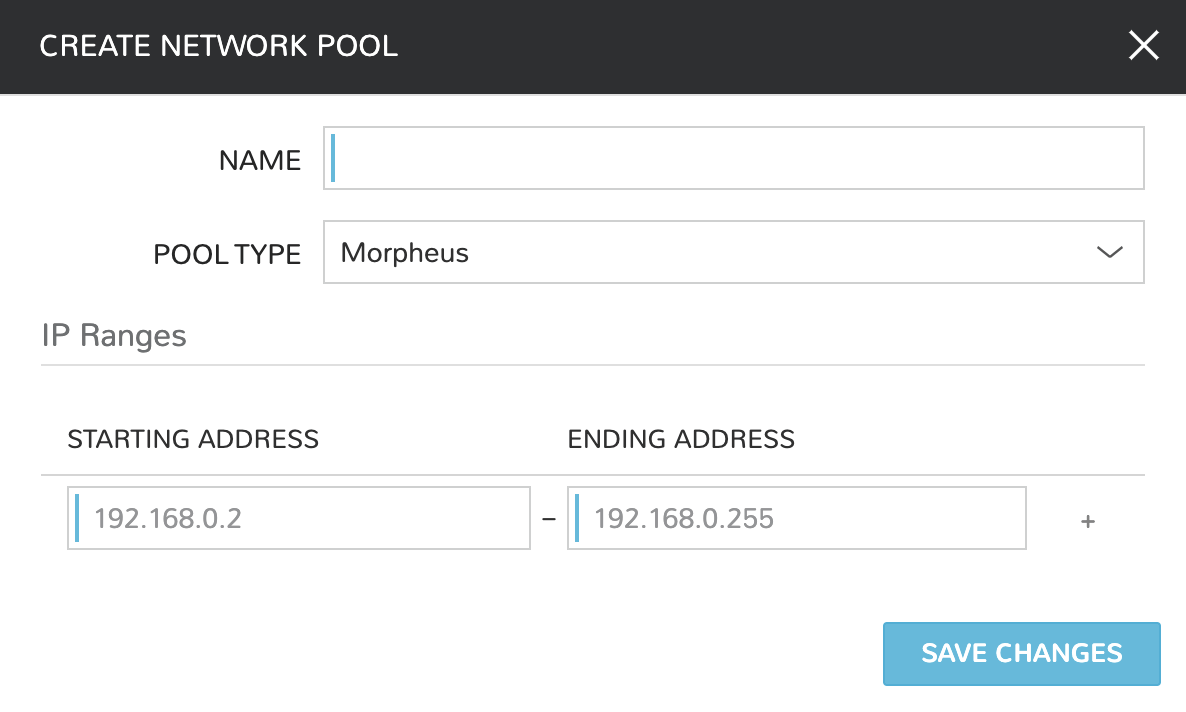 CREATE NETWORK POOL
NAME
POOL TYPE Morpheus
IP Ranges
STARTING ADDRESS ENDING ADDRESS
192.168.0.2 – 192.168.0.255 +
SAVE CHANGES